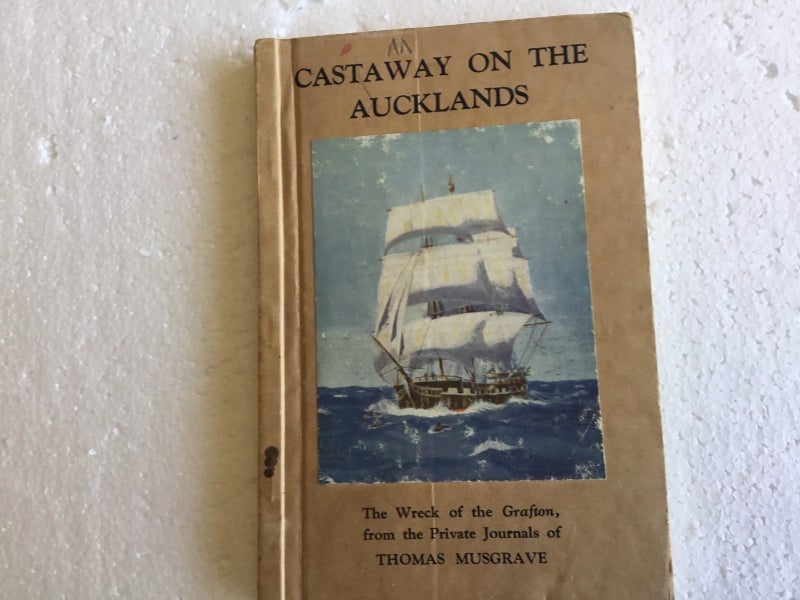 CASTAWAY ON THE
AUCKLANDS
The Wreck of the Grafton,
from the Private Journals of
THOMAS MUSGRAVE